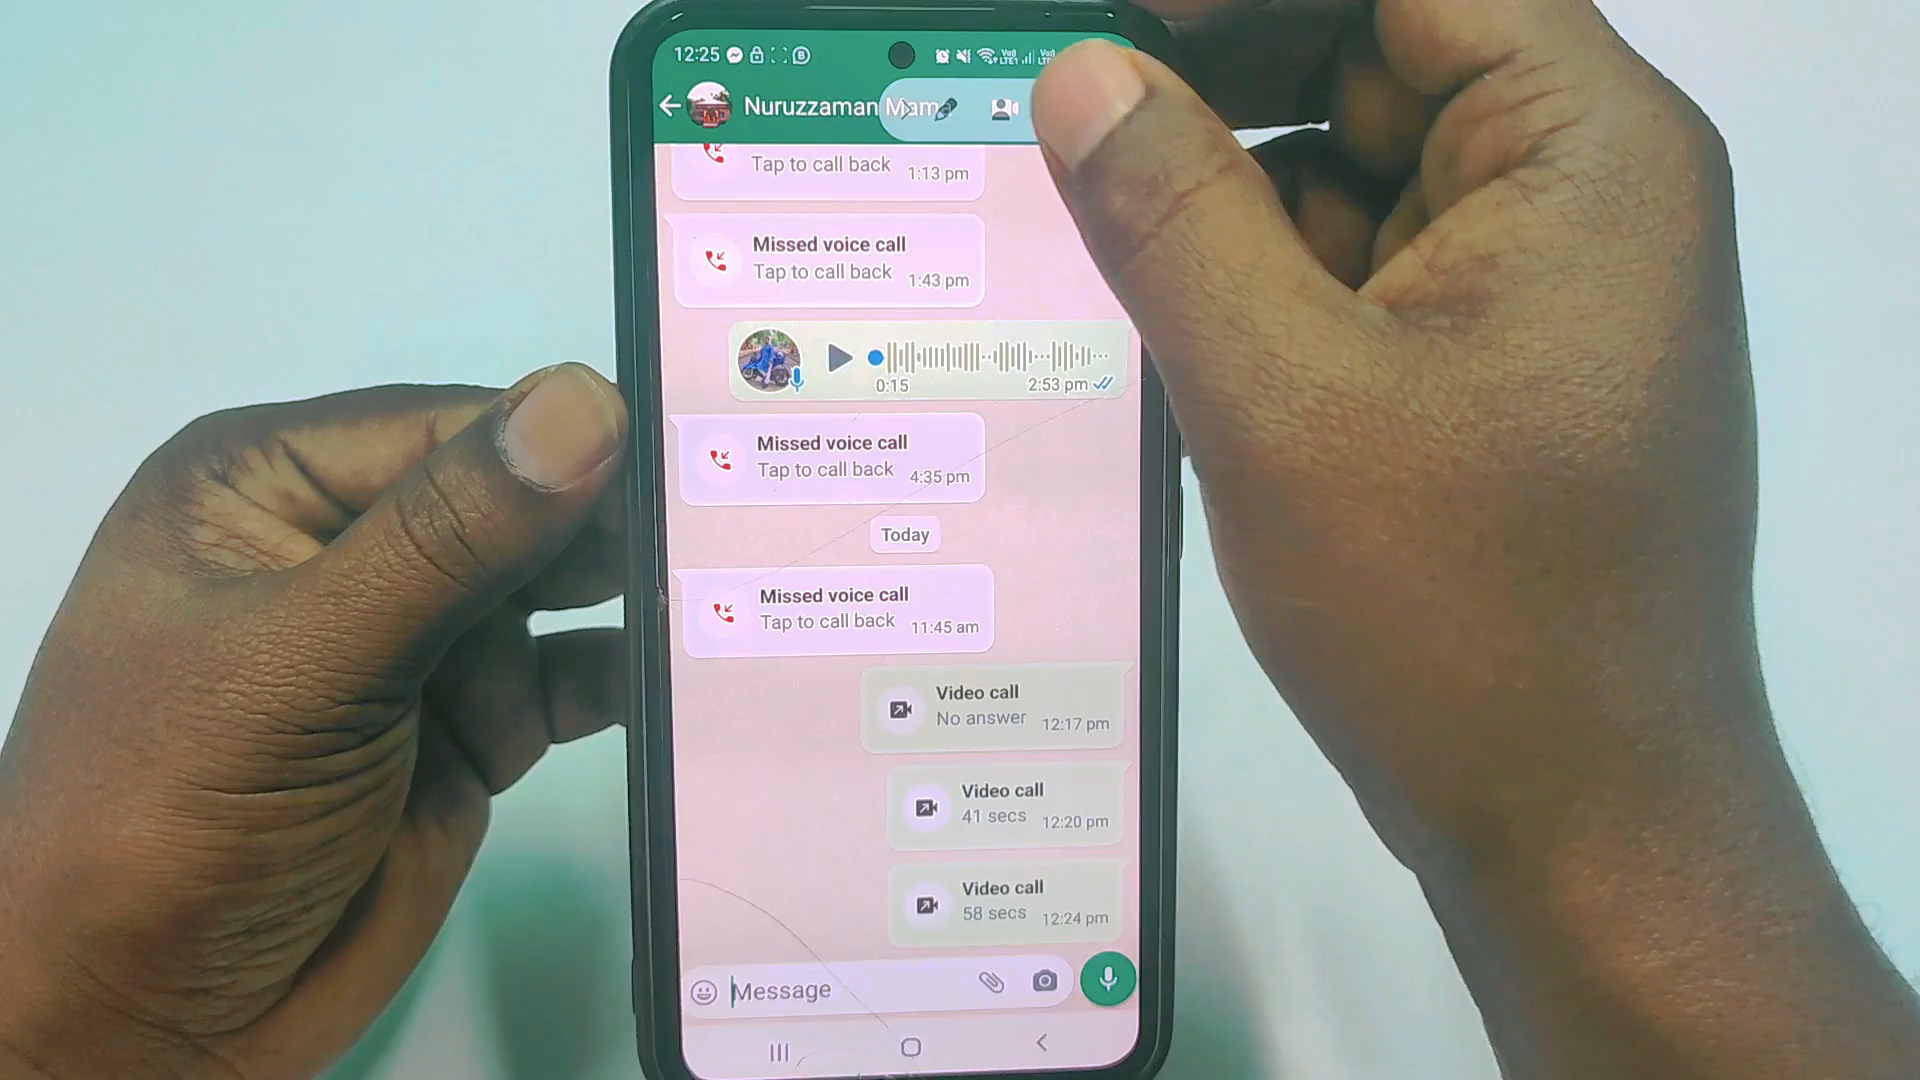 12:25
Nuruzzaman Mama
Tap to call back 1:13 pm
Missed voice call
Tap to call back 1:43 pm
0:15 2:53 pm
Missed voice call
Tap to call back 4:35 pm
Today
Missed voice call
Tap to call back 11:45 am
Video call
No answer 12:17 pm
Video call
41 secs 12:20 pm
Video call
58 secs 12:24 pm
Message